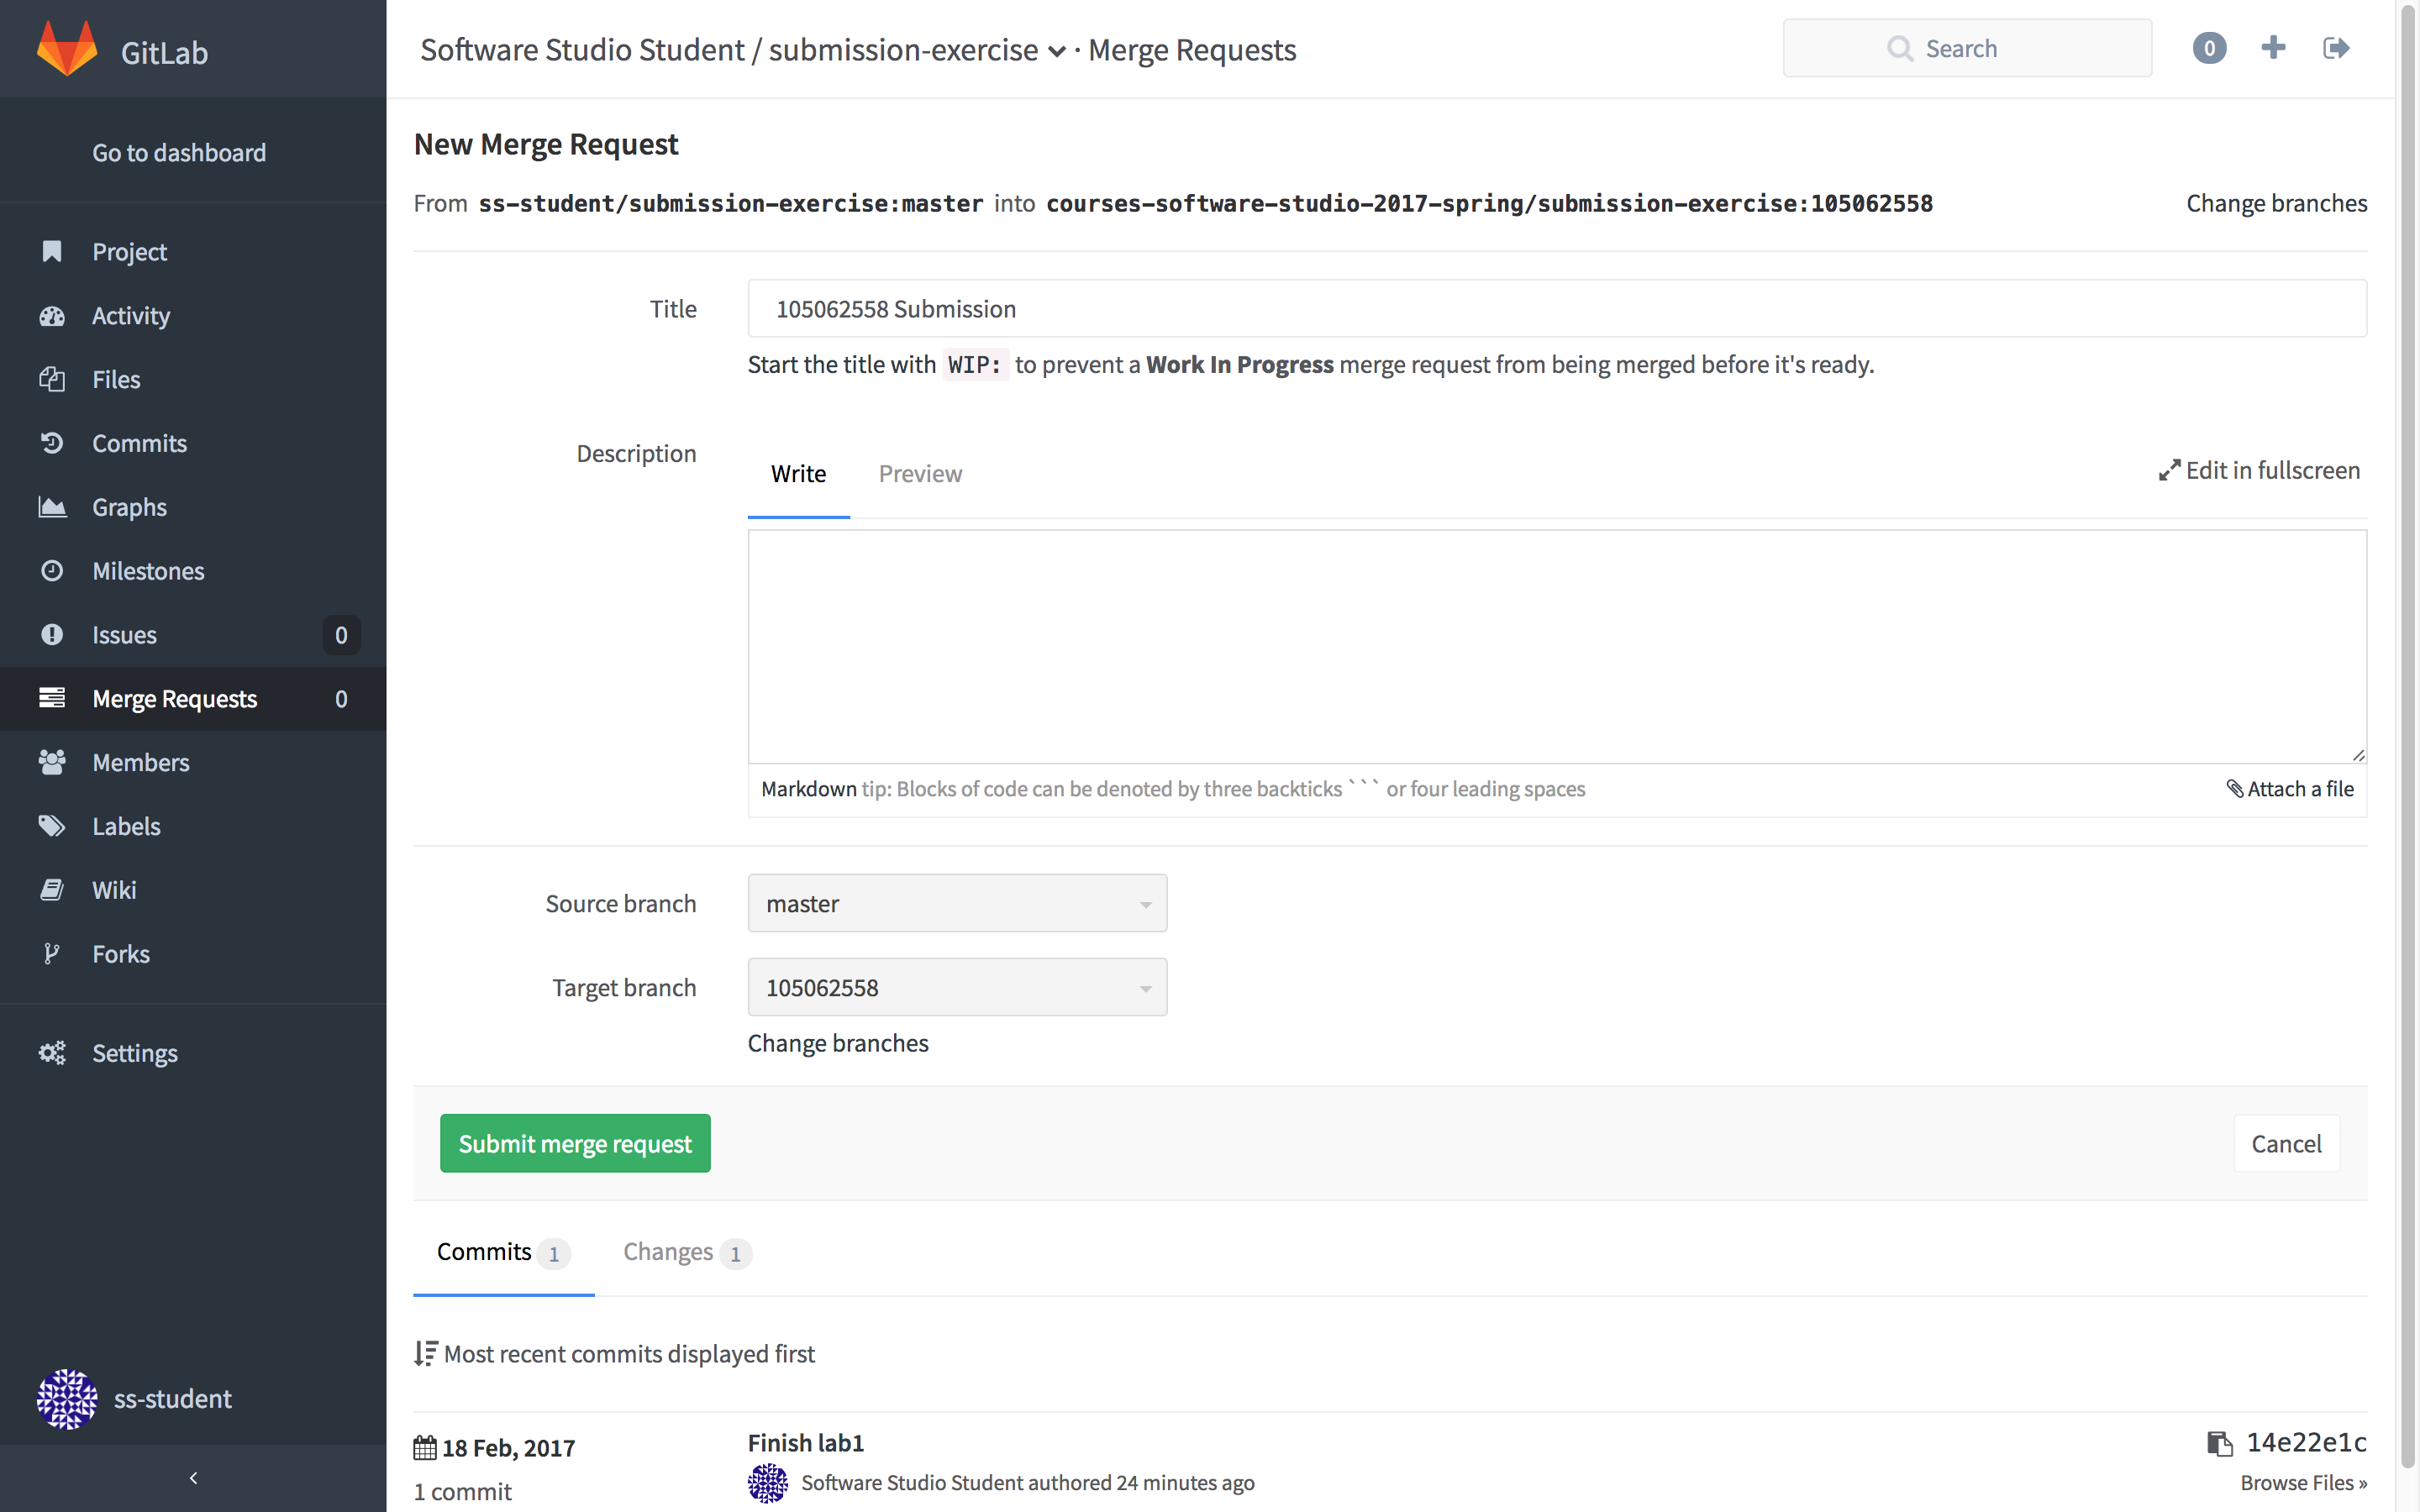 GitLab
Software Studio Student / submission-exercise · Merge Requests
Search
0
Go to dashboard
Project
Activity
Files
Commits
Graphs
Milestones
Issues 0
Merge Requests 0
Members
Labels
Wiki
Forks
Settings
ss-student
New Merge Request
From ss-student/submission-exercise:master into courses-software-studio-2017-spring/submission-exercise:105062558
Change branches
Title
105062558 Submission
Start the title with WIP: to prevent a Work In Progress merge request from being merged before it's ready.
Description
Write Preview
Edit in fullscreen
Markdown tip: Blocks of code can be denoted by three backticks ``` or four leading spaces
Attach a file
Source branch
master
Target branch
105062558
Change branches
Submit merge request
Cancel
Commits 1
Changes 1
Most recent commits displayed first
18 Feb, 2017
1 commit
Finish lab1
Software Studio Student authored 24 minutes ago
14e22e1c
Browse Files »